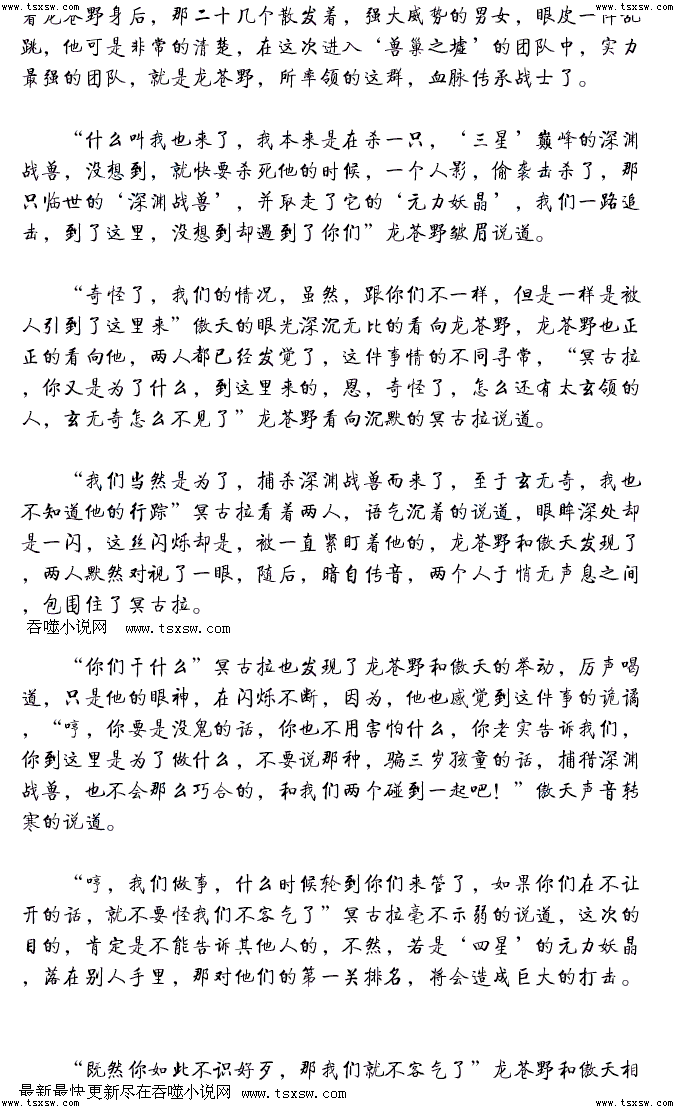 www.tsxsw.com www.tsxsw.com
看龙苍野身后，那二十几个散发着，强大威势的男女，眼皮一阵乱
跳，他可是非常的清楚，在这次进入‘兽巢之墟’的团队中，实力
最强的团队，就是龙苍野，所率领的这群，血脉传承战士了。
“什么叫我也来了，我本来是在杀一只，‘三星’巅峰的深渊
战兽，没想到，就快要杀死他的时候，一个人影，偷袭击杀了，那
只临世的‘深渊战兽’，并取走了它的‘元力妖晶’，我们一路追
击，到了这里，没想到却遇到了你们”龙苍野皱眉说道。
“奇怪了，我们的情况，虽然，跟你们不一样，但是一样是被
人引到了这里来”傲天的眼光深沉无比的看向龙苍野，龙苍野也正
正的看向他，两人都已经发觉了，这件事情的不同寻常，“冥古拉
，你又是为了什么，到这里来的，恩，奇怪了，怎么还有太玄领的
人，玄无奇怎么不见了”龙苍野看向沉默的冥古拉说道。
“我们当然是为了，捕杀深渊战兽而来了，至于玄无奇，我也
不知道他的行踪”冥古拉看着两人，语气沉着的说道，眼眸深处却
是一闪，这丝闪烁却是，被一直紧盯着他的，龙苍野和傲天发现了
，两人默然对视了一眼，随后，暗自传音，两个人于悄无声息之间
，包围住了冥古拉。
吞噬小说网 www.tsxsw.com
“你们干什么”冥古拉也发现了龙苍野和傲天的举动，厉声喝
道，只是他的眼神，在闪烁不断，因为，他也感觉到这件事的诡谲
，“哼，你要是没鬼的话，你也不用害怕什么，你老实告诉我们，
你到这里是为了做什么，不要说那种，骗三岁孩童的话，捕猎深渊
战兽，也不会那么巧合的，和我们两个碰到一起吧！”傲天声音转
寒的说道。
“哼，我们做事，什么时候轮到你们来管了，如果你们在不让
开的话，就不要怪我们不客气了”冥古拉毫不示弱的说道，这次的
目的，肯定是不能告诉其他人的，不然，若是‘四星’的元力妖晶
，落在别人手里，那对他们的第一关排名，将会造成巨大的打击。
“既然你如此不识好歹，那我们就不客气了”龙苍野和傲天相
最新最快更新尽在吞噬小说网 www.tsxsw.com
www.tsxsw.com www.tsxsw.com